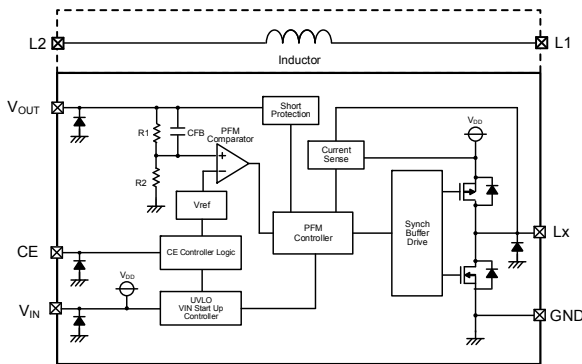 L2
L1
Inductor
VOUT
R1
CFB
PFM
Comparator
Short
Protection
VDD
Current
Sense
R2
Vref
PFM
Controller
Synch
Buffer
Drive
Lx
CE
CE Controller Logic
VDD
VIN
UVLO
VIN Start Up
Controller
GND
+
−